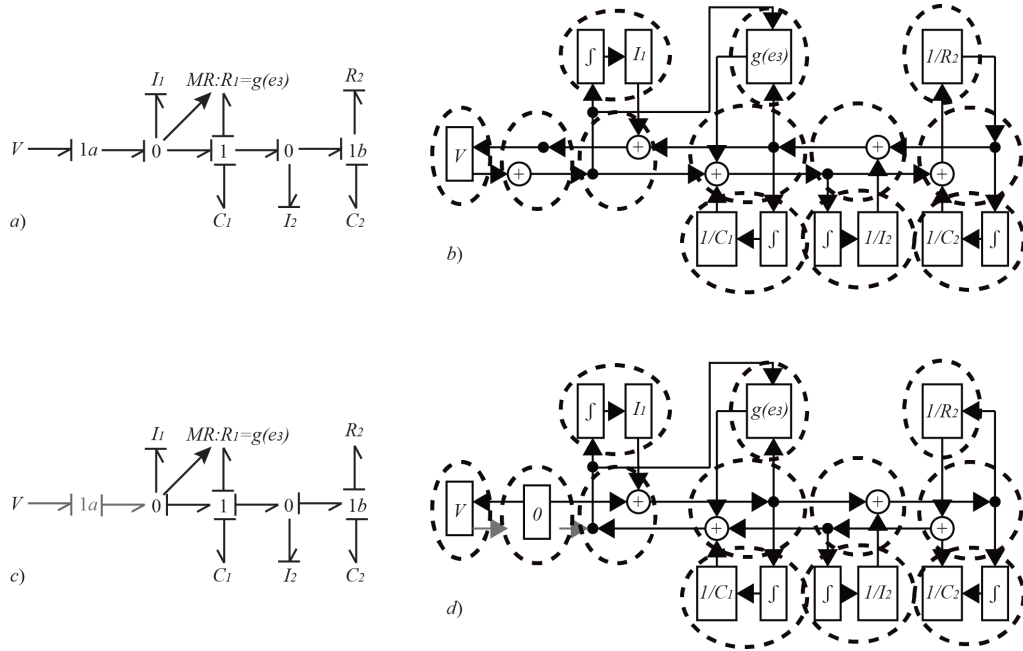 I1 MR:R1=g(e3) R2
V 1a 0 1 0 1b
C1 I2 C2
a)
∫ I1 g(e3) 1/R2
V + + + + +
1/C1 ∫ ∫ 1/I2 1/C2 ∫
b)
I1 MR:R1=g(e3) R2
V 1a 0 1 0 1b
C1 I2 C2
c)
∫ I1 g(e3) 1/R2
V 0 + + + +
1/C1 ∫ ∫ 1/I2 1/C2 ∫
d)